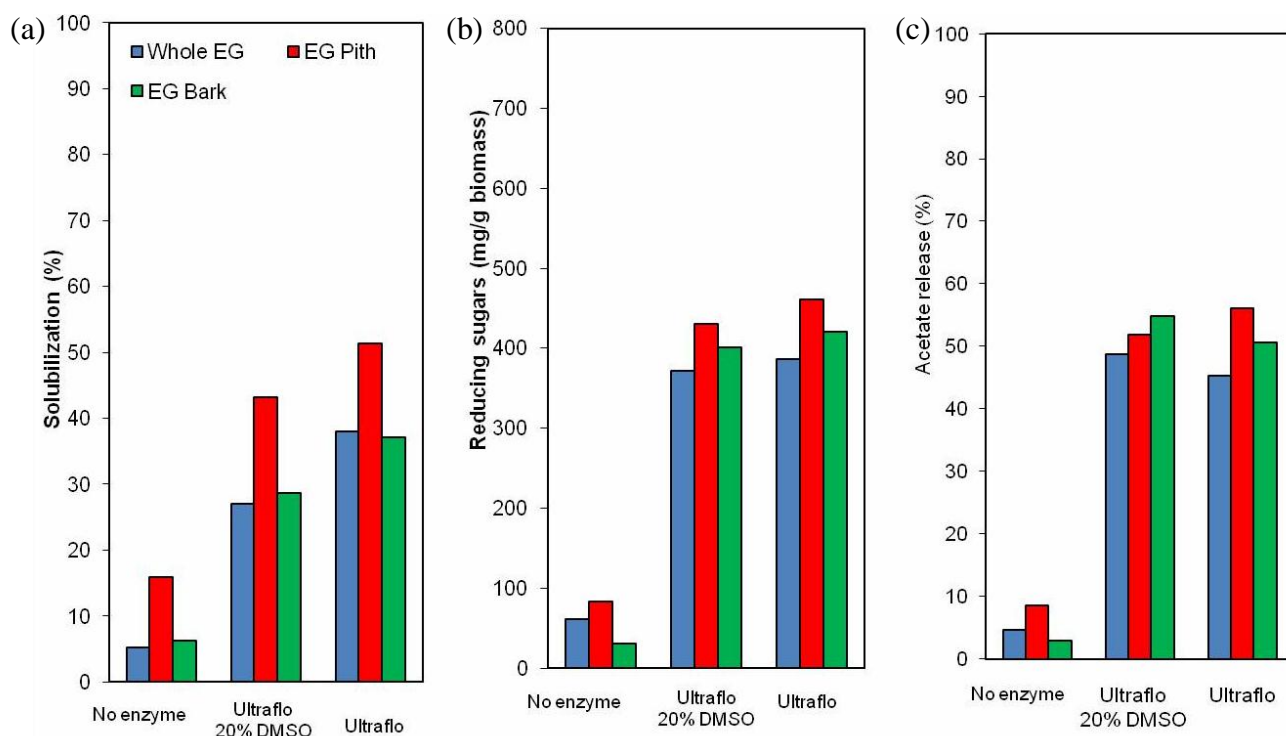 (a)
Solubilization (%)
100
90
80
70
60
50
40
30
20
10
0
Whole EG
EG Pith
EG Bark
No enzyme
Ultraflo
20% DMSO
Ultraflo
(b)
Reducing sugars (mg/g biomass)
800
700
600
500
400
300
200
100
0
No enzyme
Ultraflo
20% DMSO
Ultraflo
(c)
Acetate release (%)
100
90
80
70
60
50
40
30
20
10
0
No enzyme
Ultraflo
20% DMSO
Ultraflo